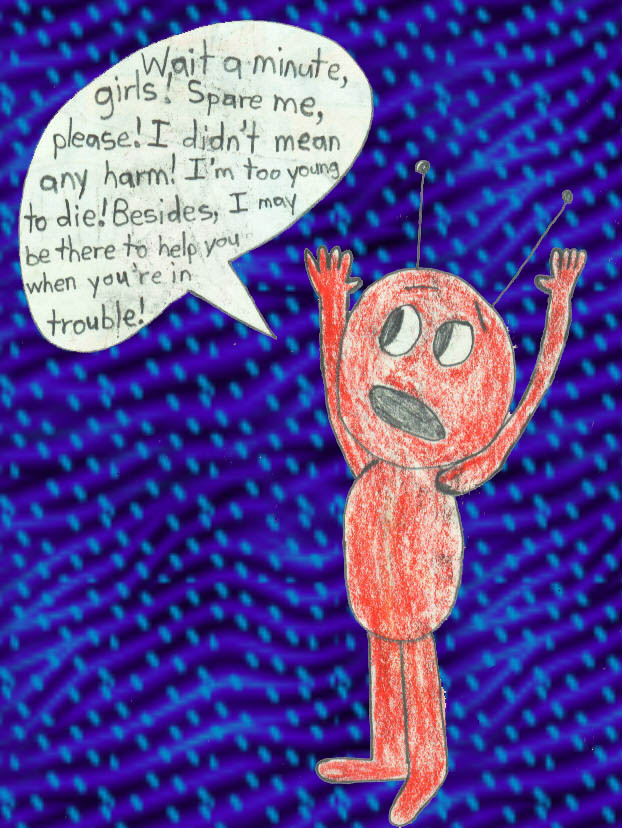 Wait a minute,
girls! Spare me,
please! I didn't mean
any harm! I'm too young
to die! Besides, I may
be there to help you
when you're in
trouble!